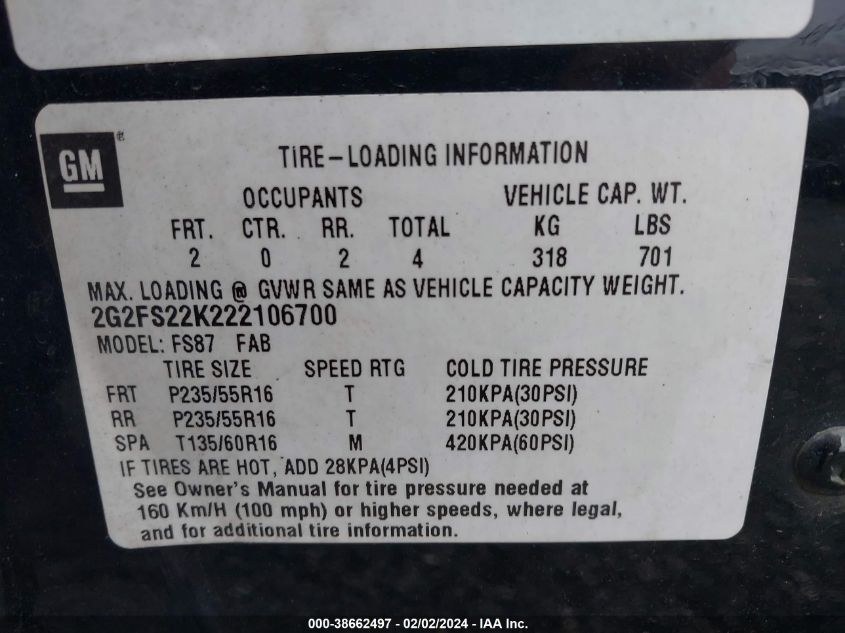 GM
TIRE-LOADING INFORMATION
OCCUPANTS VEHICLE CAP. WT.
FRT. CTR. RR. TOTAL KG LBS
2 0 2 4 318 701
MAX. LOADING @ GVWR SAME AS VEHICLE CAPACITY WEIGHT.
2G2FS22K222106700
MODEL: FS87 FAB
TIRE SIZE SPEED RTG COLD TIRE PRESSURE
FRT P235/55R16 T 210KPA(30PSI)
RR P235/55R16 T 210KPA(30PSI)
SPA T135/60R16 M 420KPA(60PSI)
IF TIRES ARE HOT, ADD 28KPA(4PSI)
See Owner's Manual for tire pressure needed at
160 Km/H (100 mph) or higher speeds, where legal,
and for additional tire information.
000-38662497 - 02/02/2024 - IAA Inc.